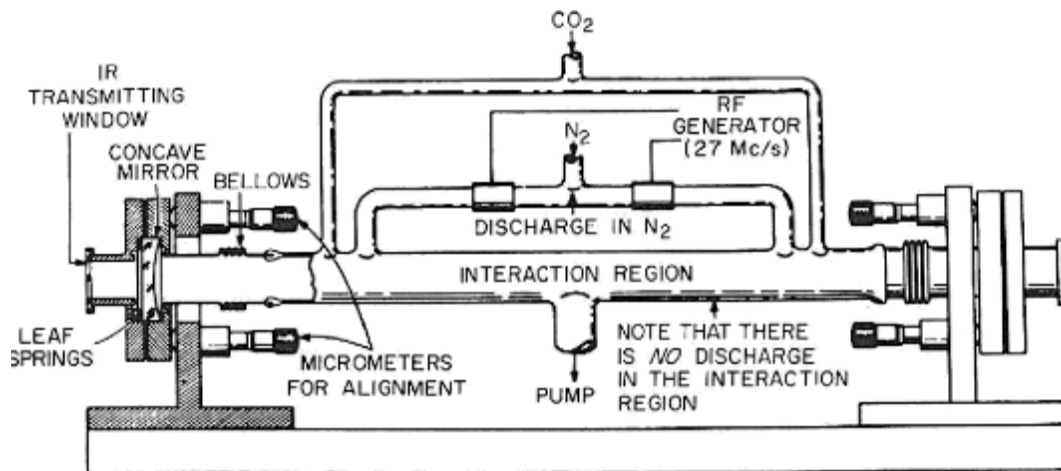 CO2
IR
TRANSMITTING
WINDOW
CONCAVE
MIRROR
BELLOWS
N2
RF
GENERATOR
(27 Mc/s)
DISCHARGE IN N2
INTERACTION REGION
LEAF
SPRINGS
MICROMETERS
FOR ALIGNMENT
PUMP
NOTE THAT THERE
IS NO DISCHARGE
IN THE INTERACTION
REGION